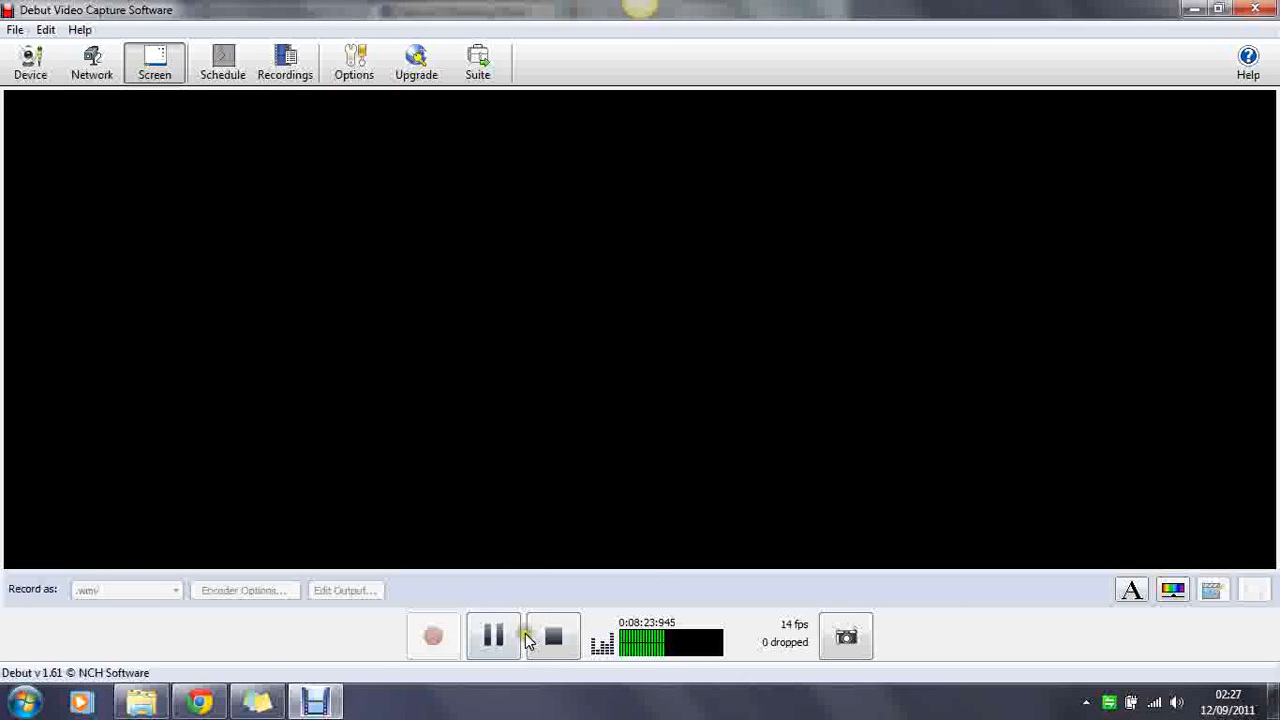 Debut Video Capture Software
File Edit Help
Device Network Screen Schedule Recordings Options Upgrade Suite Help
Record as: .wmv Encoder Options... Edit Output...
A
0:08:23:945
14 fps
0 dropped
Debut v 1.61 © NCH Software
02:27
12/09/2011